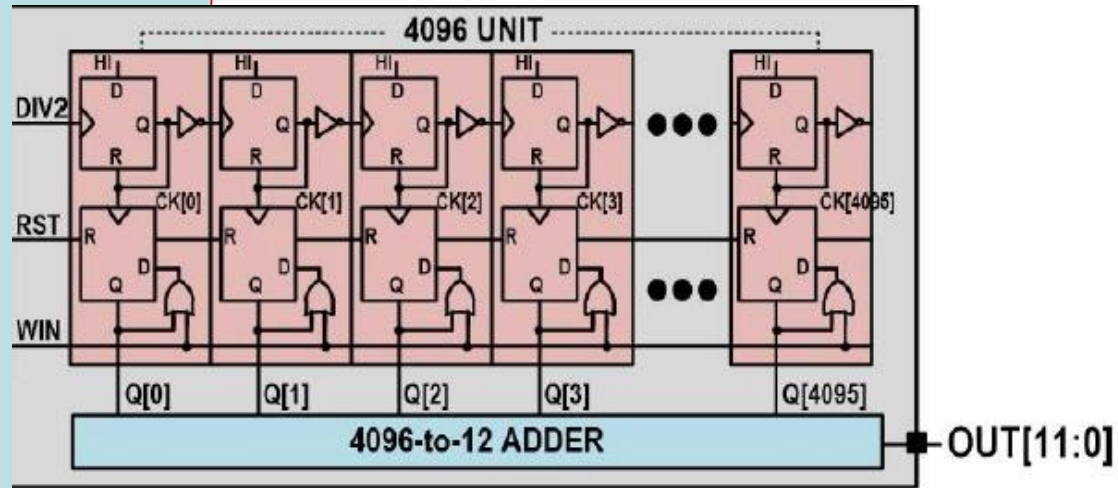 4096 UNIT
HI HI HI HI HI
D D D D D
DIV2 Q Q Q Q Q
R R R R R
CK[0] CK[1] CK[2] CK[3] CK[4095]
RST R R R R R
D D D D D
Q Q Q Q Q
WIN
Q[0] Q[1] Q[2] Q[3] Q[4095]
4096-to-12 ADDER
OUT[11:0]